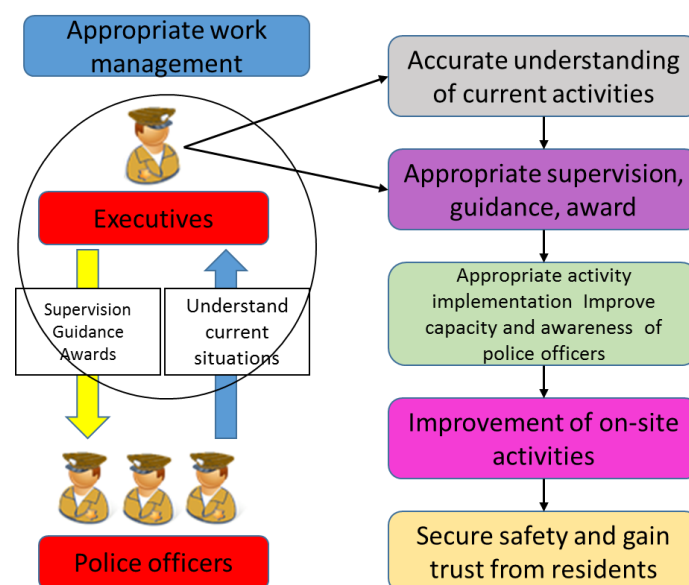 Appropriate work
management
Executives
Supervision
Guidance
Awards
Understand
current
situations
Police officers
Accurate understanding
of current activities
Appropriate supervision,
guidance, award
Appropriate activity
implementation  Improve
capacity and awareness  of
police officers
Improvement of on-site
activities
Secure safety and gain
trust from residents